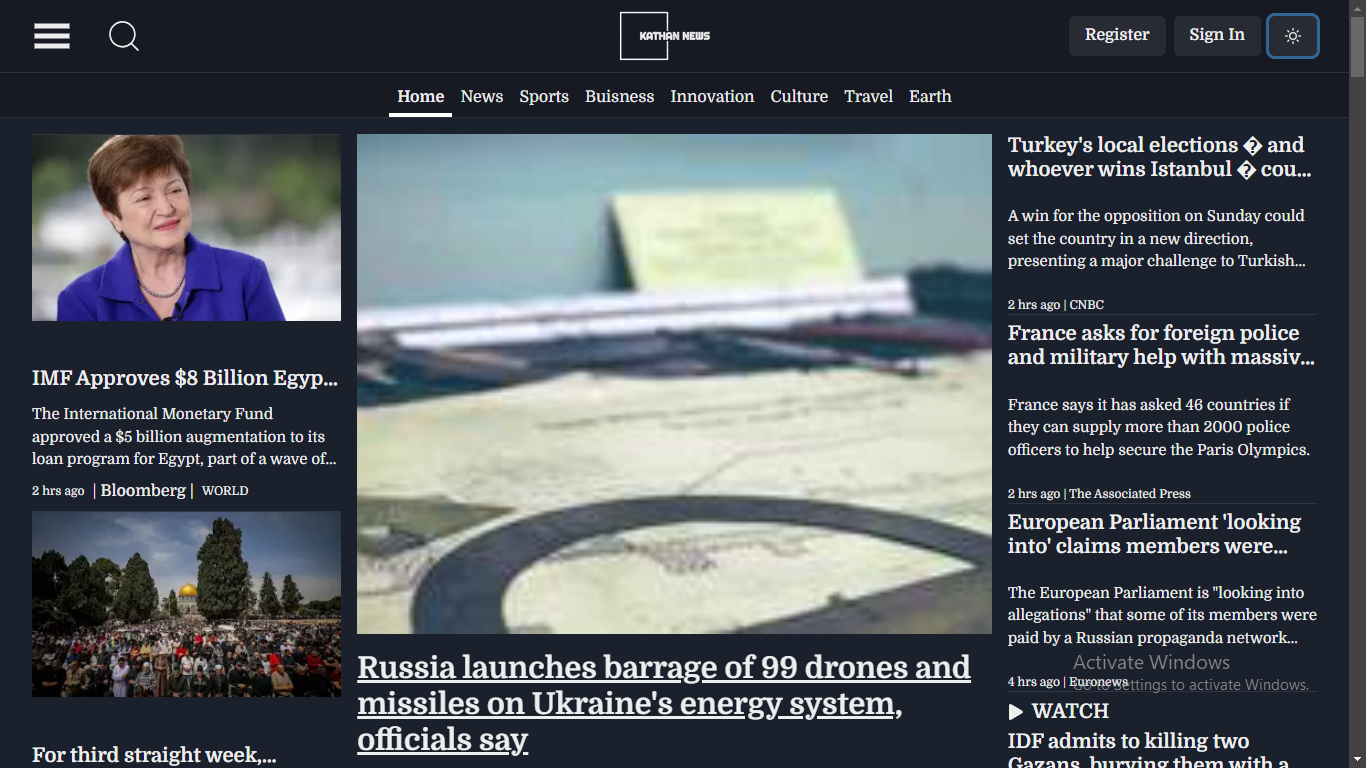 KATHAN NEWS
Register
Sign In
Home
News
Sports
Buisness
Innovation
Culture
Travel
Earth
IMF Approves $8 Billion Egyp...
The International Monetary Fund
approved a $5 billion augmentation to its
loan program for Egypt, part of a wave of...
2 hrs ago | Bloomberg | WORLD
For third straight week,...
Russia launches barrage of 99 drones and
missiles on Ukraine's energy system,
officials say
Turkey's local elections � and
whoever wins Istanbul � cou...
A win for the opposition on Sunday could
set the country in a new direction,
presenting a major challenge to Turkish...
2 hrs ago | CNBC
France asks for foreign police
and military help with massiv...
France says it has asked 46 countries if
they can supply more than 2000 police
officers to help secure the Paris Olympics.
2 hrs ago | The Associated Press
European Parliament 'looking
into' claims members were...
The European Parliament is "looking into
allegations" that some of its members were
paid by a Russian propaganda network...
4 hrs ago | Euronews
Activate Windows
Go to Settings to activate Windows.
WATCH
IDF admits to killing two
Gazans, burying them with a